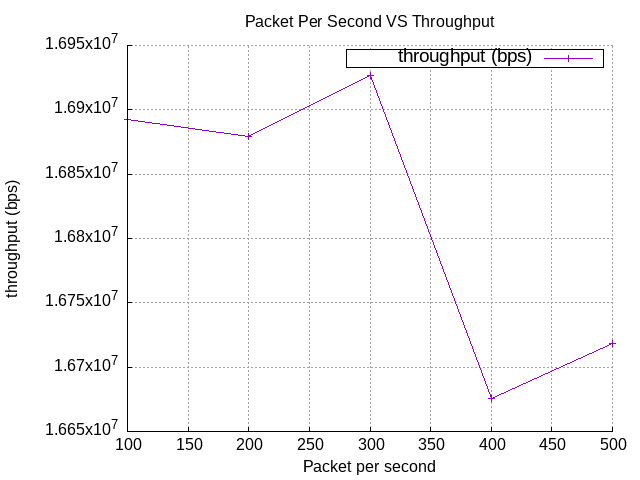 Packet Per Second VS Throughput
throughput (bps)
1.695x10^7
1.69x10^7
1.685x10^7
1.68x10^7
1.675x10^7
1.67x10^7
1.665x10^7
throughput (bps)
100 150 200 250 300 350 400 450 500
Packet per second